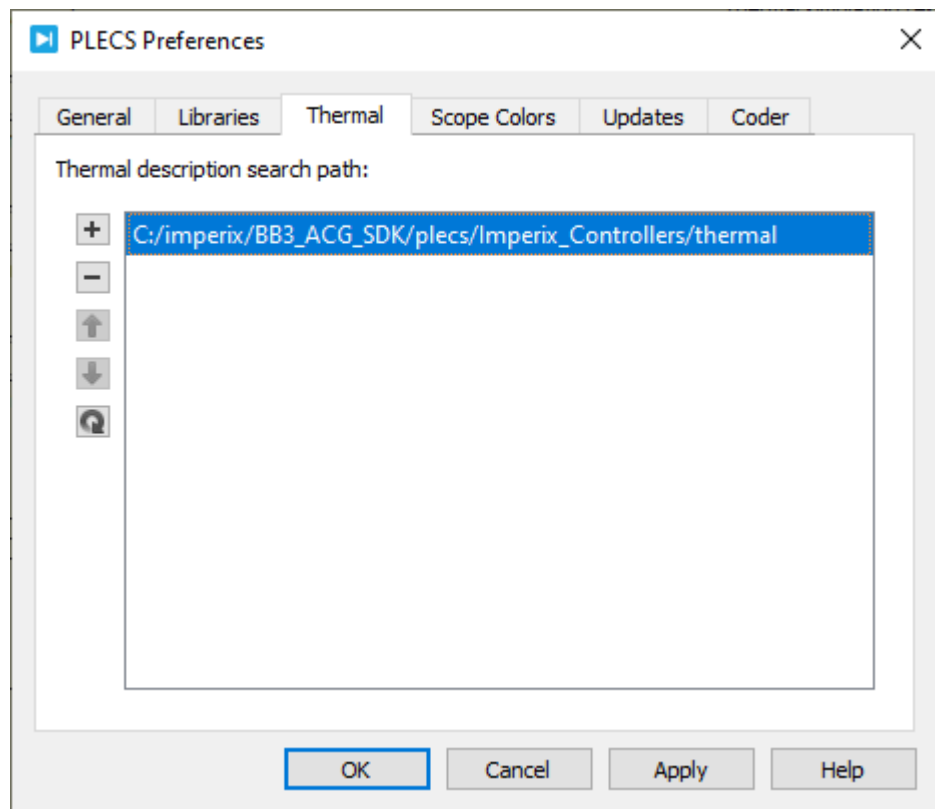 PLECS Preferences
General Libraries Thermal Scope Colors Updates Coder
Thermal description search path:
C:/imperix/BB3_ACG_SDK/plecs/Imperix_Controllers/thermal
OK Cancel Apply Help